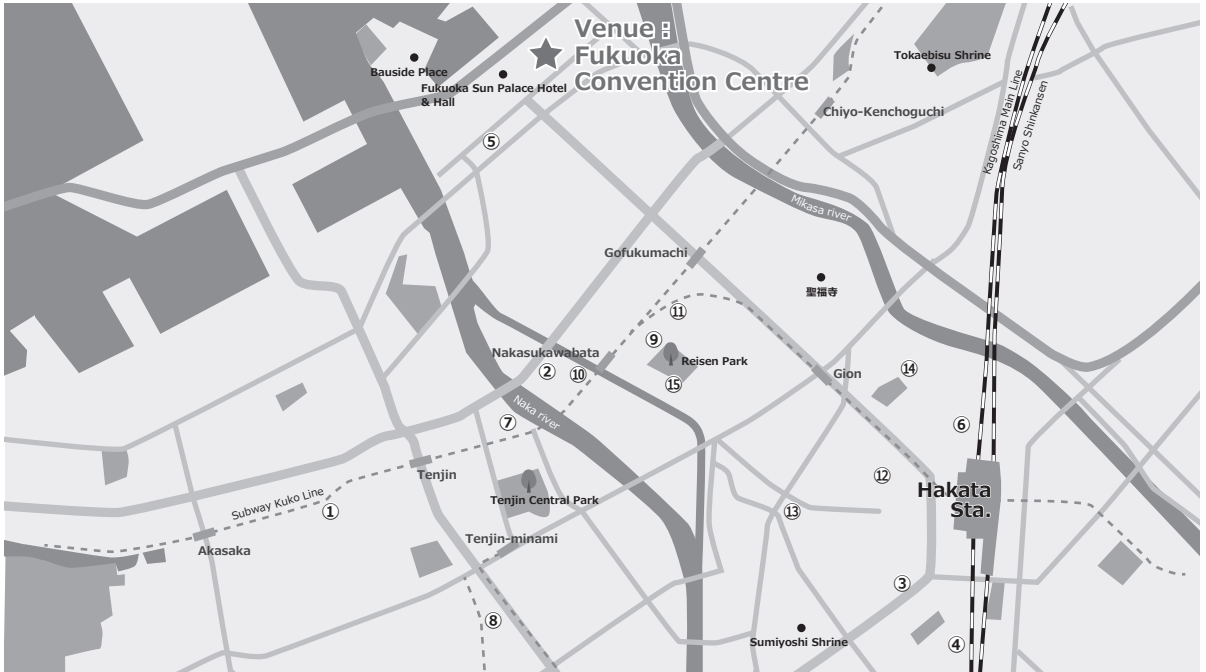 Venue :
Fukuoka
Convention Centre
Bauside Place
Fukuoka Sun Palace Hotel
& Hall
Tokaebisu Shrine
Chiyo-Kenchoguchi
Kagoshima Main Line
Sanyo Shinkansen
⑤
Mikasa river
Gofukumachi
聖福寺
⑪
⑨
Reisen Park
Nakasukawabata
②
⑩
⑮
Gion
⑭
Naka river
⑦
⑥
Tenjin
⑫
Hakata
Sta.
Subway Kuko Line
①
Tenjin Central Park
⑬
Akasaka
Tenjin-minami
③
⑧
Sumiyoshi Shrine
④